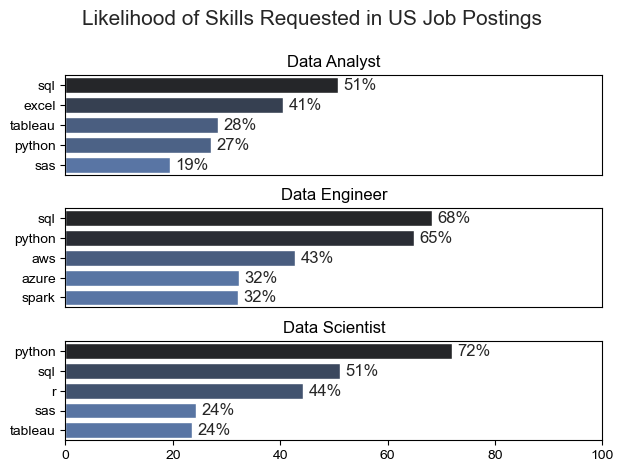 Likelihood of Skills Requested in US Job Postings
Data Analyst
sql 51%
excel 41%
tableau 28%
python 27%
sas 19%
Data Engineer
sql 68%
python 65%
aws 43%
azure 32%
spark 32%
Data Scientist
python 72%
sql 51%
r 44%
sas 24%
tableau 24%
0 20 40 60 80 100